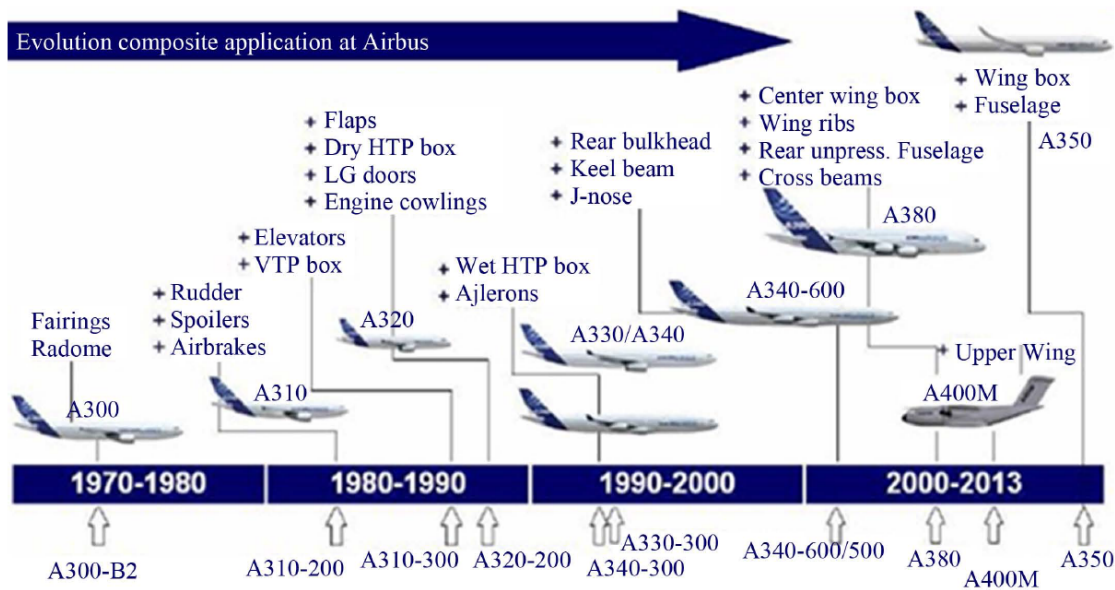 Evolution composite application at Airbus
Fairings
Radome
A300
+ Rudder
+ Spoilers
+ Airbrakes
A310
+ Elevators
+ VTP box
+ Flaps
+ Dry HTP box
+ LG doors
+ Engine cowlings
A320
+ Wet HTP box
+ Ajlerons
A330/A340
+ Rear bulkhead
+ Keel beam
+ J-nose
A340-600
+ Center wing box
+ Wing ribs
+ Rear unpress. Fuselage
+ Cross beams
A380
+ Upper Wing
A400M
+ Wing box
+ Fuselage
A350
1970-1980
1980-1990
1990-2000
2000-2013
A300-B2
A310-200
A310-300
A320-200
A330-300
A340-300
A340-600/500
A380
A400M
A350